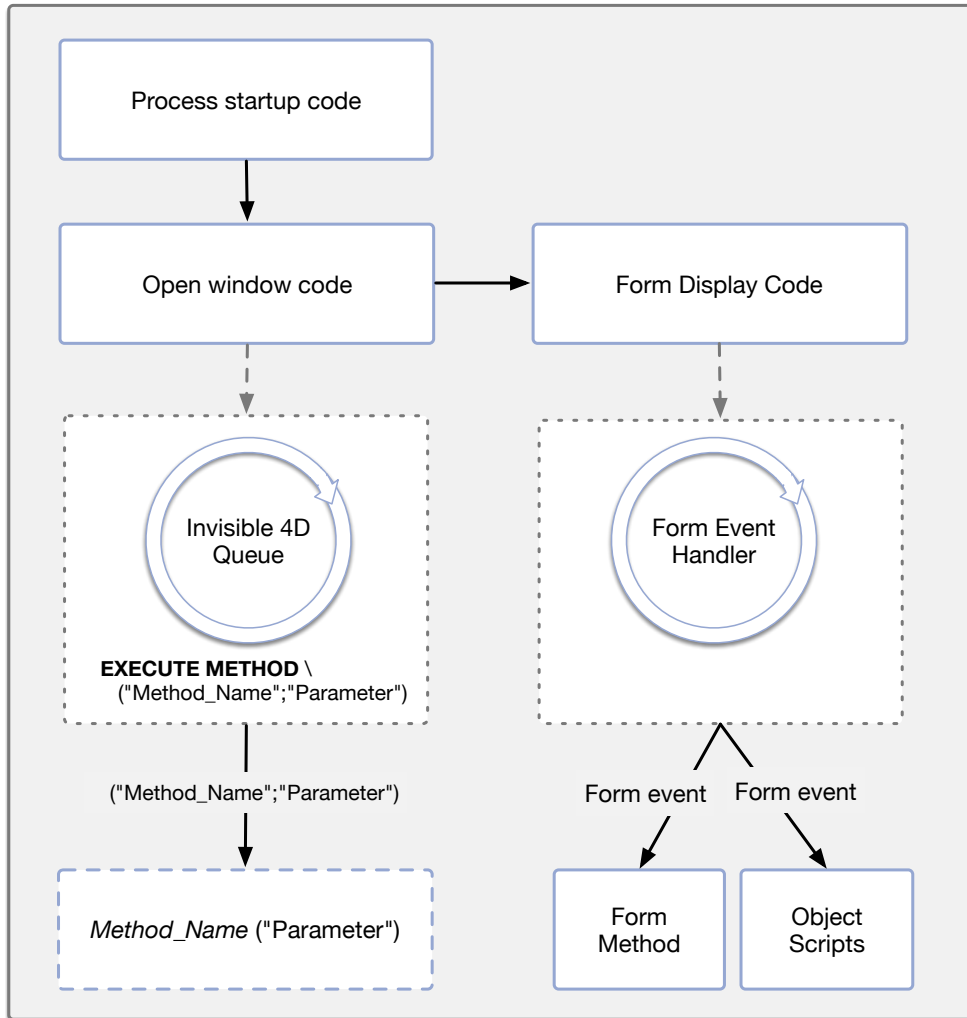 Process startup code
Open window code
Form Display Code
Invisible 4D
Queue
EXECUTE METHOD \
("Method_Name";"Parameter")
Form Event
Handler
("Method_Name";"Parameter")
Form event
Form event
Method_Name ("Parameter")
Form
Method
Object
Scripts